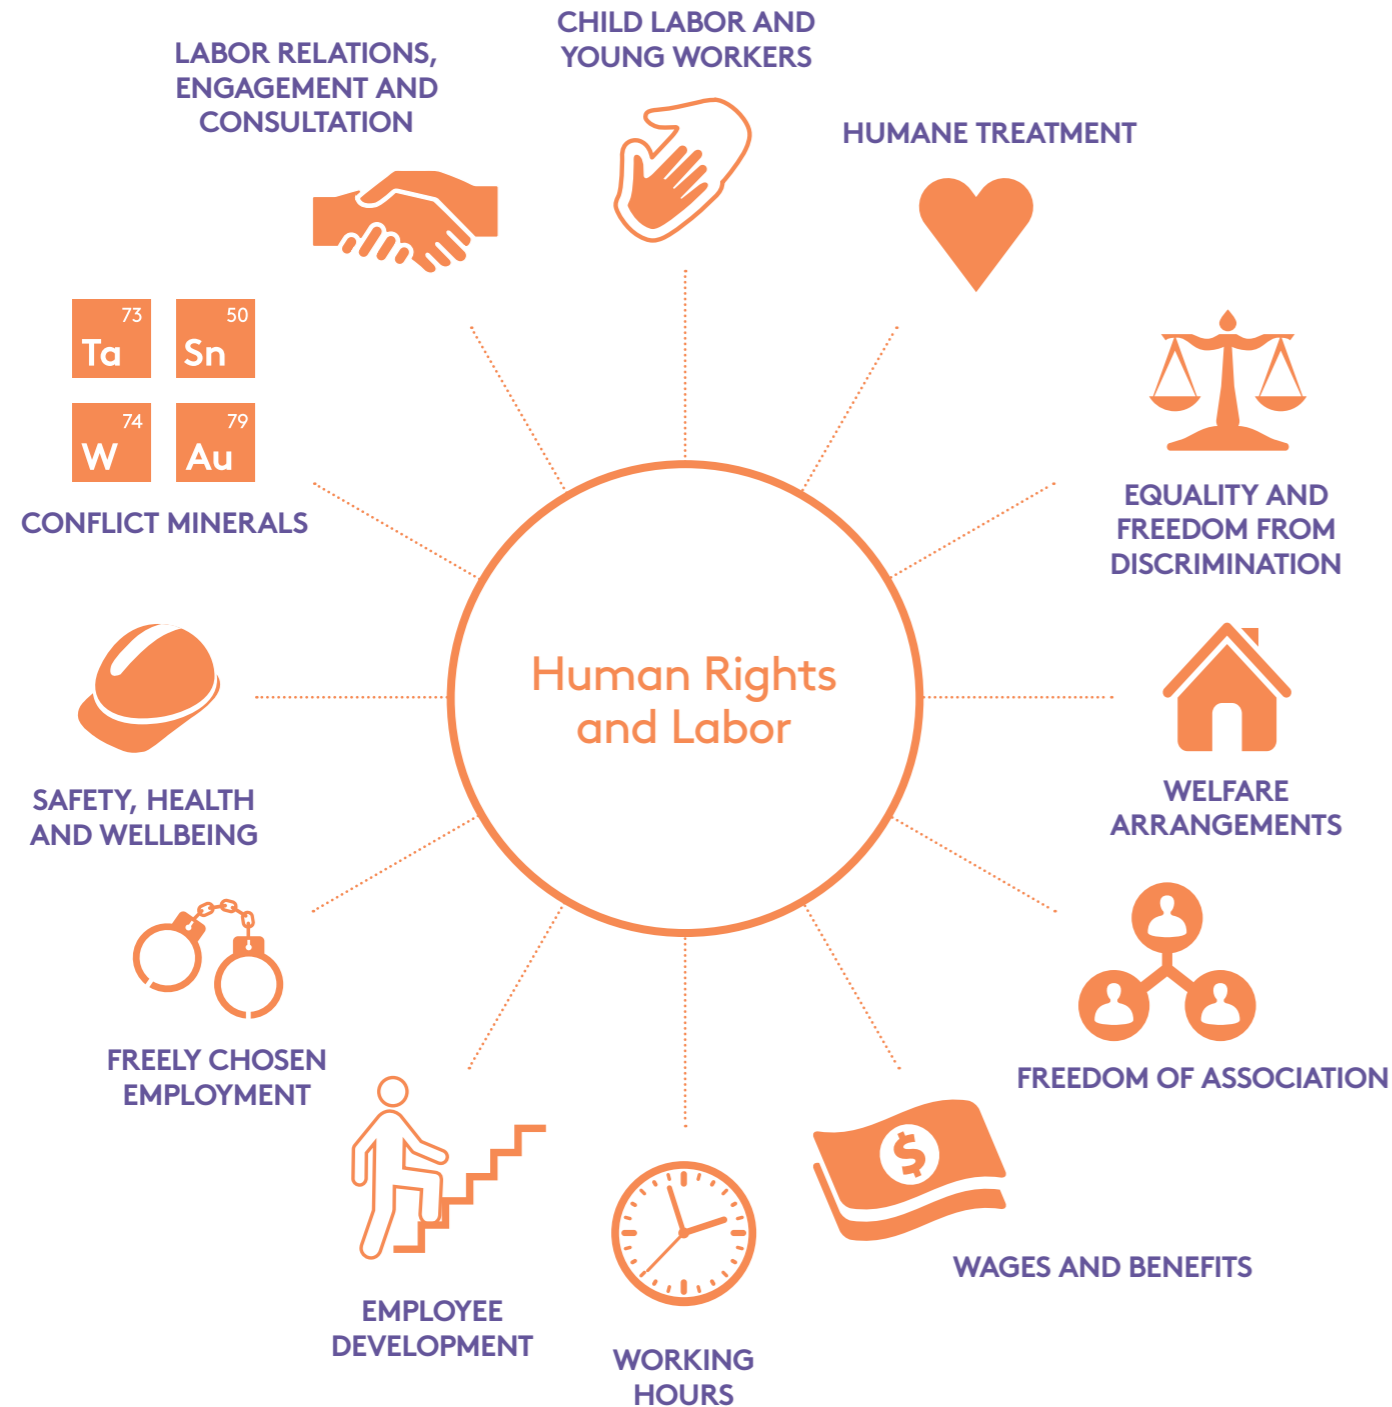 CHILD LABOR AND
YOUNG WORKERS
LABOR RELATIONS,
ENGAGEMENT AND
CONSULTATION
HUMANE TREATMENT
73
Ta
50
Sn
74
W
79
Au
CONFLICT MINERALS
EQUALITY AND
FREEDOM FROM
DISCRIMINATION
Human Rights
and Labor
SAFETY, HEALTH
AND WELLBEING
WELFARE
ARRANGEMENTS
FREELY CHOSEN
EMPLOYMENT
FREEDOM OF ASSOCIATION
$
WAGES AND BENEFITS
EMPLOYEE
DEVELOPMENT
WORKING
HOURS